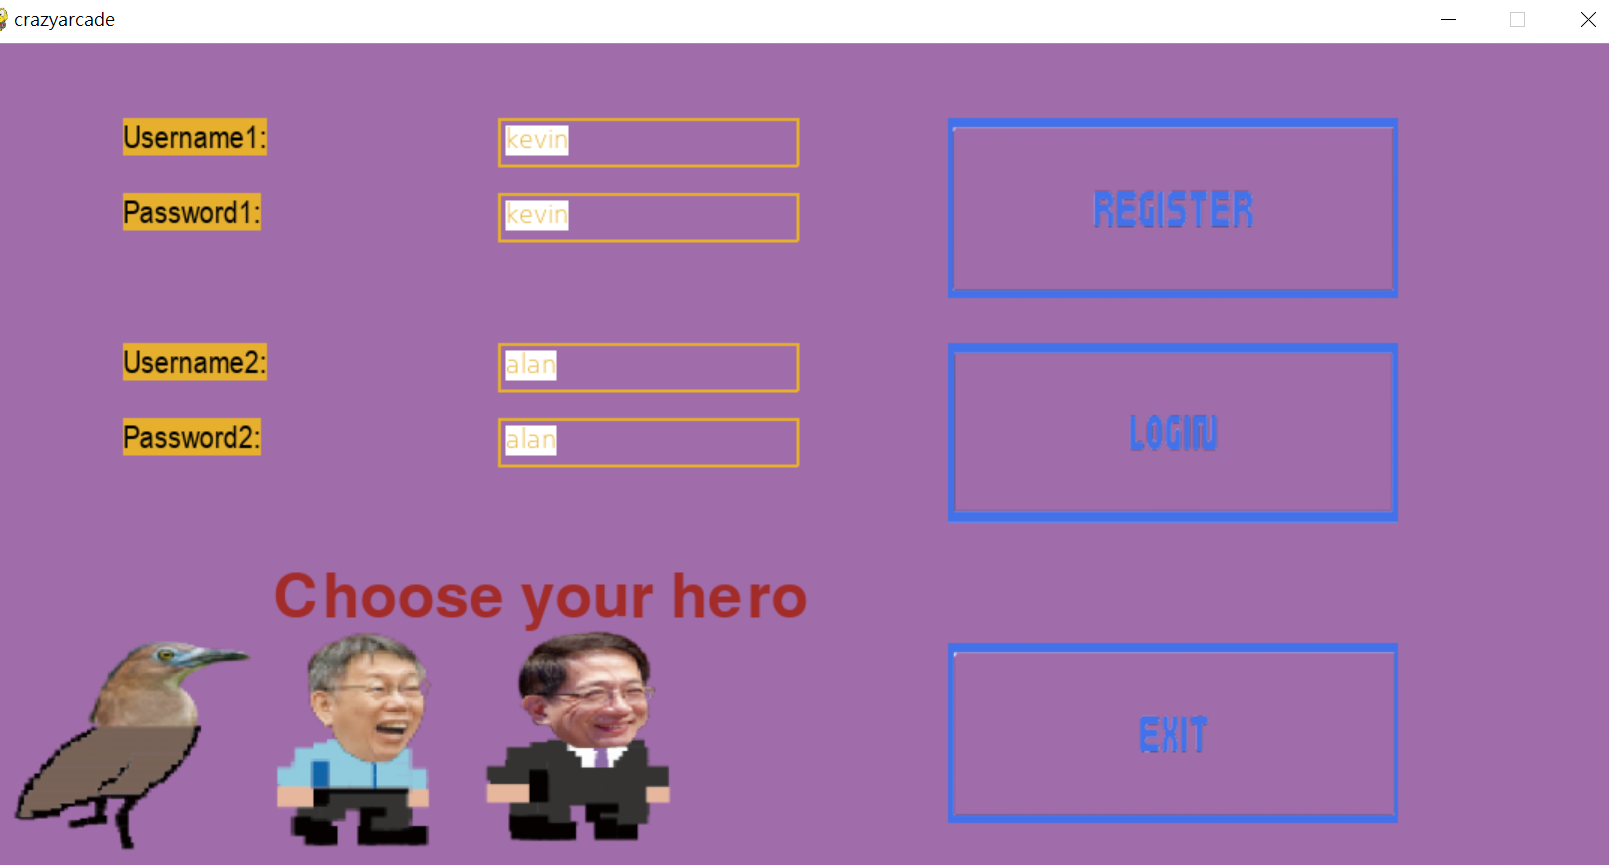 crazyarcade
Username1:
kevin
Password1:
kevin
REGISTER
Username2:
alan
Password2:
alan
LOGIN
Choose your hero
EXIT